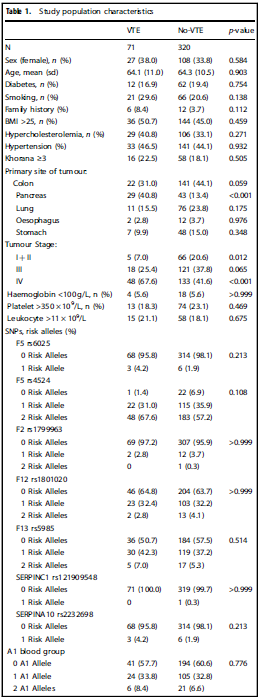 Table 1. Study population characteristics
VTE No-VTE p-value
N 71 320
Sex (female), n (%) 27 (38.0) 108 (33.8) 0.584
Age, mean (sd) 64.1 (11.0) 64.3 (10.5) 0.903
Diabetes, n (%) 12 (16.9) 62 (19.4) 0.754
Smoking, n (%) 21 (29.6) 66 (20.6) 0.138
Family history, n (%) 6 (8.4) 12 (3.7) 0.112
BMI >25, n (%) 36 (50.7) 144 (45.0) 0.459
Hypercholesterolemia, n (%) 29 (40.8) 106 (33.1) 0.271
Hypertension (%) 33 (46.5) 141 (44.1) 0.932
Khorana ≥3 16 (22.5) 58 (18.1) 0.505
Primary site of tumour:
Colon 22 (31.0) 141 (44.1) 0.059
Pancreas 29 (40.8) 43 (13.4) <0.001
Lung 11 (15.5) 76 (23.8) 0.175
Oesophagus 2 (2.8) 12 (3.7) 0.976
Stomach 7 (9.9) 48 (15.0) 0.348
Tumour Stage:
I + II 5 (7.0) 66 (20.6) 0.012
III 18 (25.4) 121 (37.8) 0.065
IV 48 (67.6) 133 (41.6) <0.001
Haemoglobin <100 g/L, n (%) 4 (5.6) 18 (5.6) >0.999
Platelet >350 × 10⁹/L, n (%) 13 (18.3) 74 (23.1) 0.469
Leukocyte >11 × 10⁹/L 15 (21.1) 58 (18.1) 0.675
SNPs, risk alleles (%)
F5 rs6025
0 Risk Alleles 68 (95.8) 314 (98.1) 0.213
1 Risk Alleles 3 (4.2) 6 (1.9)
F5 rs4524
0 Risk Alleles 1 (1.4) 22 (6.9) 0.108
1 Risk Alleles 22 (31.0) 115 (35.9)
2 Risk Alleles 48 (67.6) 183 (57.2)
F2 rs1799963
0 Risk Alleles 69 (97.2) 307 (95.9) >0.999
1 Risk Alleles 2 (2.8) 12 (3.7)
2 Risk Alleles 0 1 (0.3)
F12 rs1801020
0 Risk Alleles 46 (64.8) 204 (63.7) >0.999
1 Risk Alleles 23 (32.4) 103 (32.2)
2 Risk Alleles 2 (2.8) 13 (4.1)
F13 rs5985
0 Risk Alleles 36 (50.7) 184 (57.5) 0.514
1 Risk Alleles 30 (42.3) 119 (37.2)
2 Risk Alleles 5 (7.0) 17 (5.3)
SERPINC1 rs121909548
0 Risk Alleles 71 (100.0) 319 (99.7) >0.999
1 Risk Alleles 0 1 (0.3)
SERPINA10 rs2232698
0 Risk Alleles 68 (95.8) 314 (98.1) 0.213
1 Risk Alleles 3 (4.2) 6 (1.9)
A1 blood group
0 A1 Allele 41 (57.7) 194 (60.6) 0.776
1 A1 Allele 24 (33.8) 105 (32.8)
2 A1 Alleles 6 (8.4) 21 (6.6)